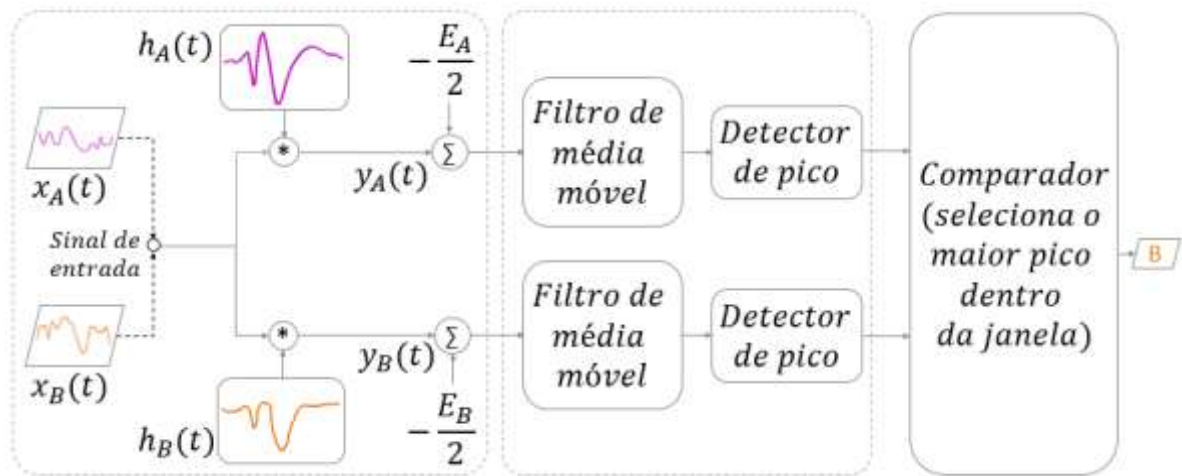 h_A(t)
-E_A/2
x_A(t)
*
y_A(t)
∑
Sinal de
entrada
x_B(t)
*
y_B(t)
∑
h_B(t)
-E_B/2
Filtro de
média
móvel
Detector
de pico
Filtro de
média
móvel
Detector
de pico
Comparador
(seleciona o
maior pico
dentro
da janela)
B